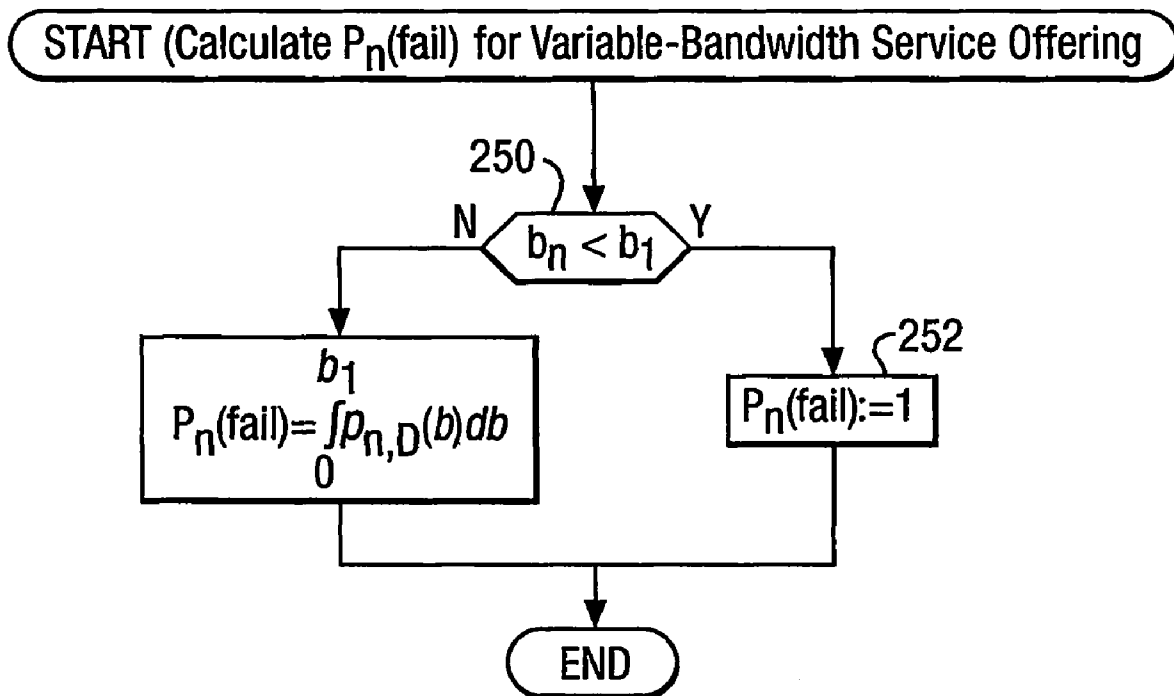 START (Calculate Pn(fail) for Variable-Bandwidth Service Offering
250
N
bn < b1
Y
252
b1
Pn(fail)=∫pn,D(b)db
0
Pn(fail):=1
END